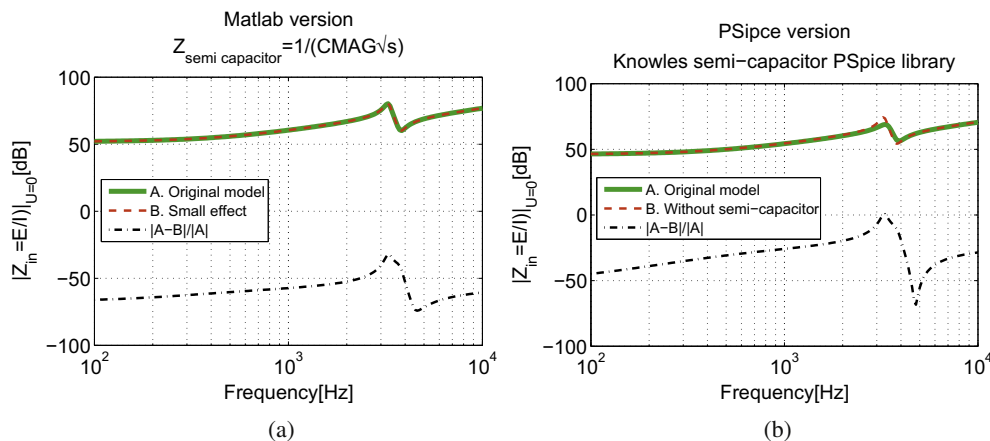 Matlab version
Z_semi capacitor=1/(CMAG√s)
|Z_in=E/I)|_U=0[dB]
100
50
0
−50
−100
A. Original model
B. Small effect
|A−B|/|A|
10^2
10^3
10^4
Frequency[Hz]
(a)
PSipce version
Knowles semi−capacitor PSpice library
|Z_in=E/I)|_U=0[dB]
100
50
0
−50
−100
A. Original model
B. Without semi−capacitor
|A−B|/|A|
10^2
10^3
10^4
Frequency[Hz]
(b)